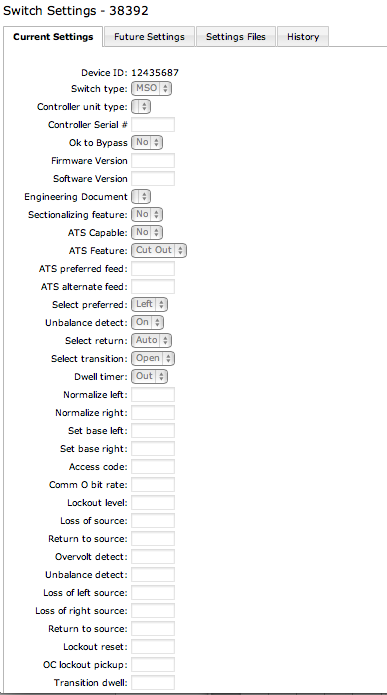 Switch Settings - 38392
Current Settings Future Settings Settings Files History
Device ID: 12435687
Switch type: MSO
Controller unit type:
Controller Serial #
Ok to Bypass No
Firmware Version
Software Version
Engineering Document
Sectionalizing feature: No
ATS Capable: No
ATS Feature: Cut Out
ATS preferred feed:
ATS alternate feed:
Select preferred: Left
Unbalance detect: On
Select return: Auto
Select transition: Open
Dwell timer: Out
Normalize left:
Normalize right:
Set base left:
Set base right:
Access code:
Comm O bit rate:
Lockout level:
Loss of source:
Return to source:
Overvolt detect:
Unbalance detect:
Loss of left source:
Loss of right source:
Return to source:
Lockout reset:
OC lockout pickup:
Transition dwell: